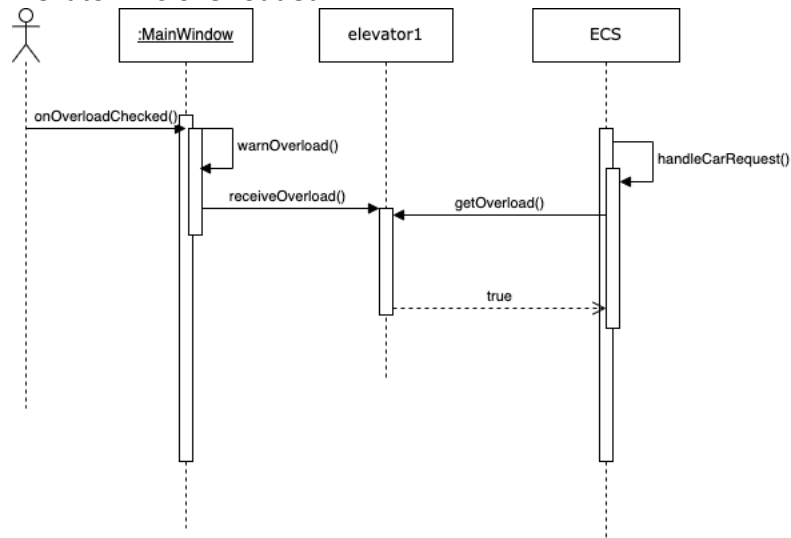 :MainWindow
elevator1
ECS
onOverloadChecked()
warnOverload()
handleCarRequest()
receiveOverload()
getOverload()
true